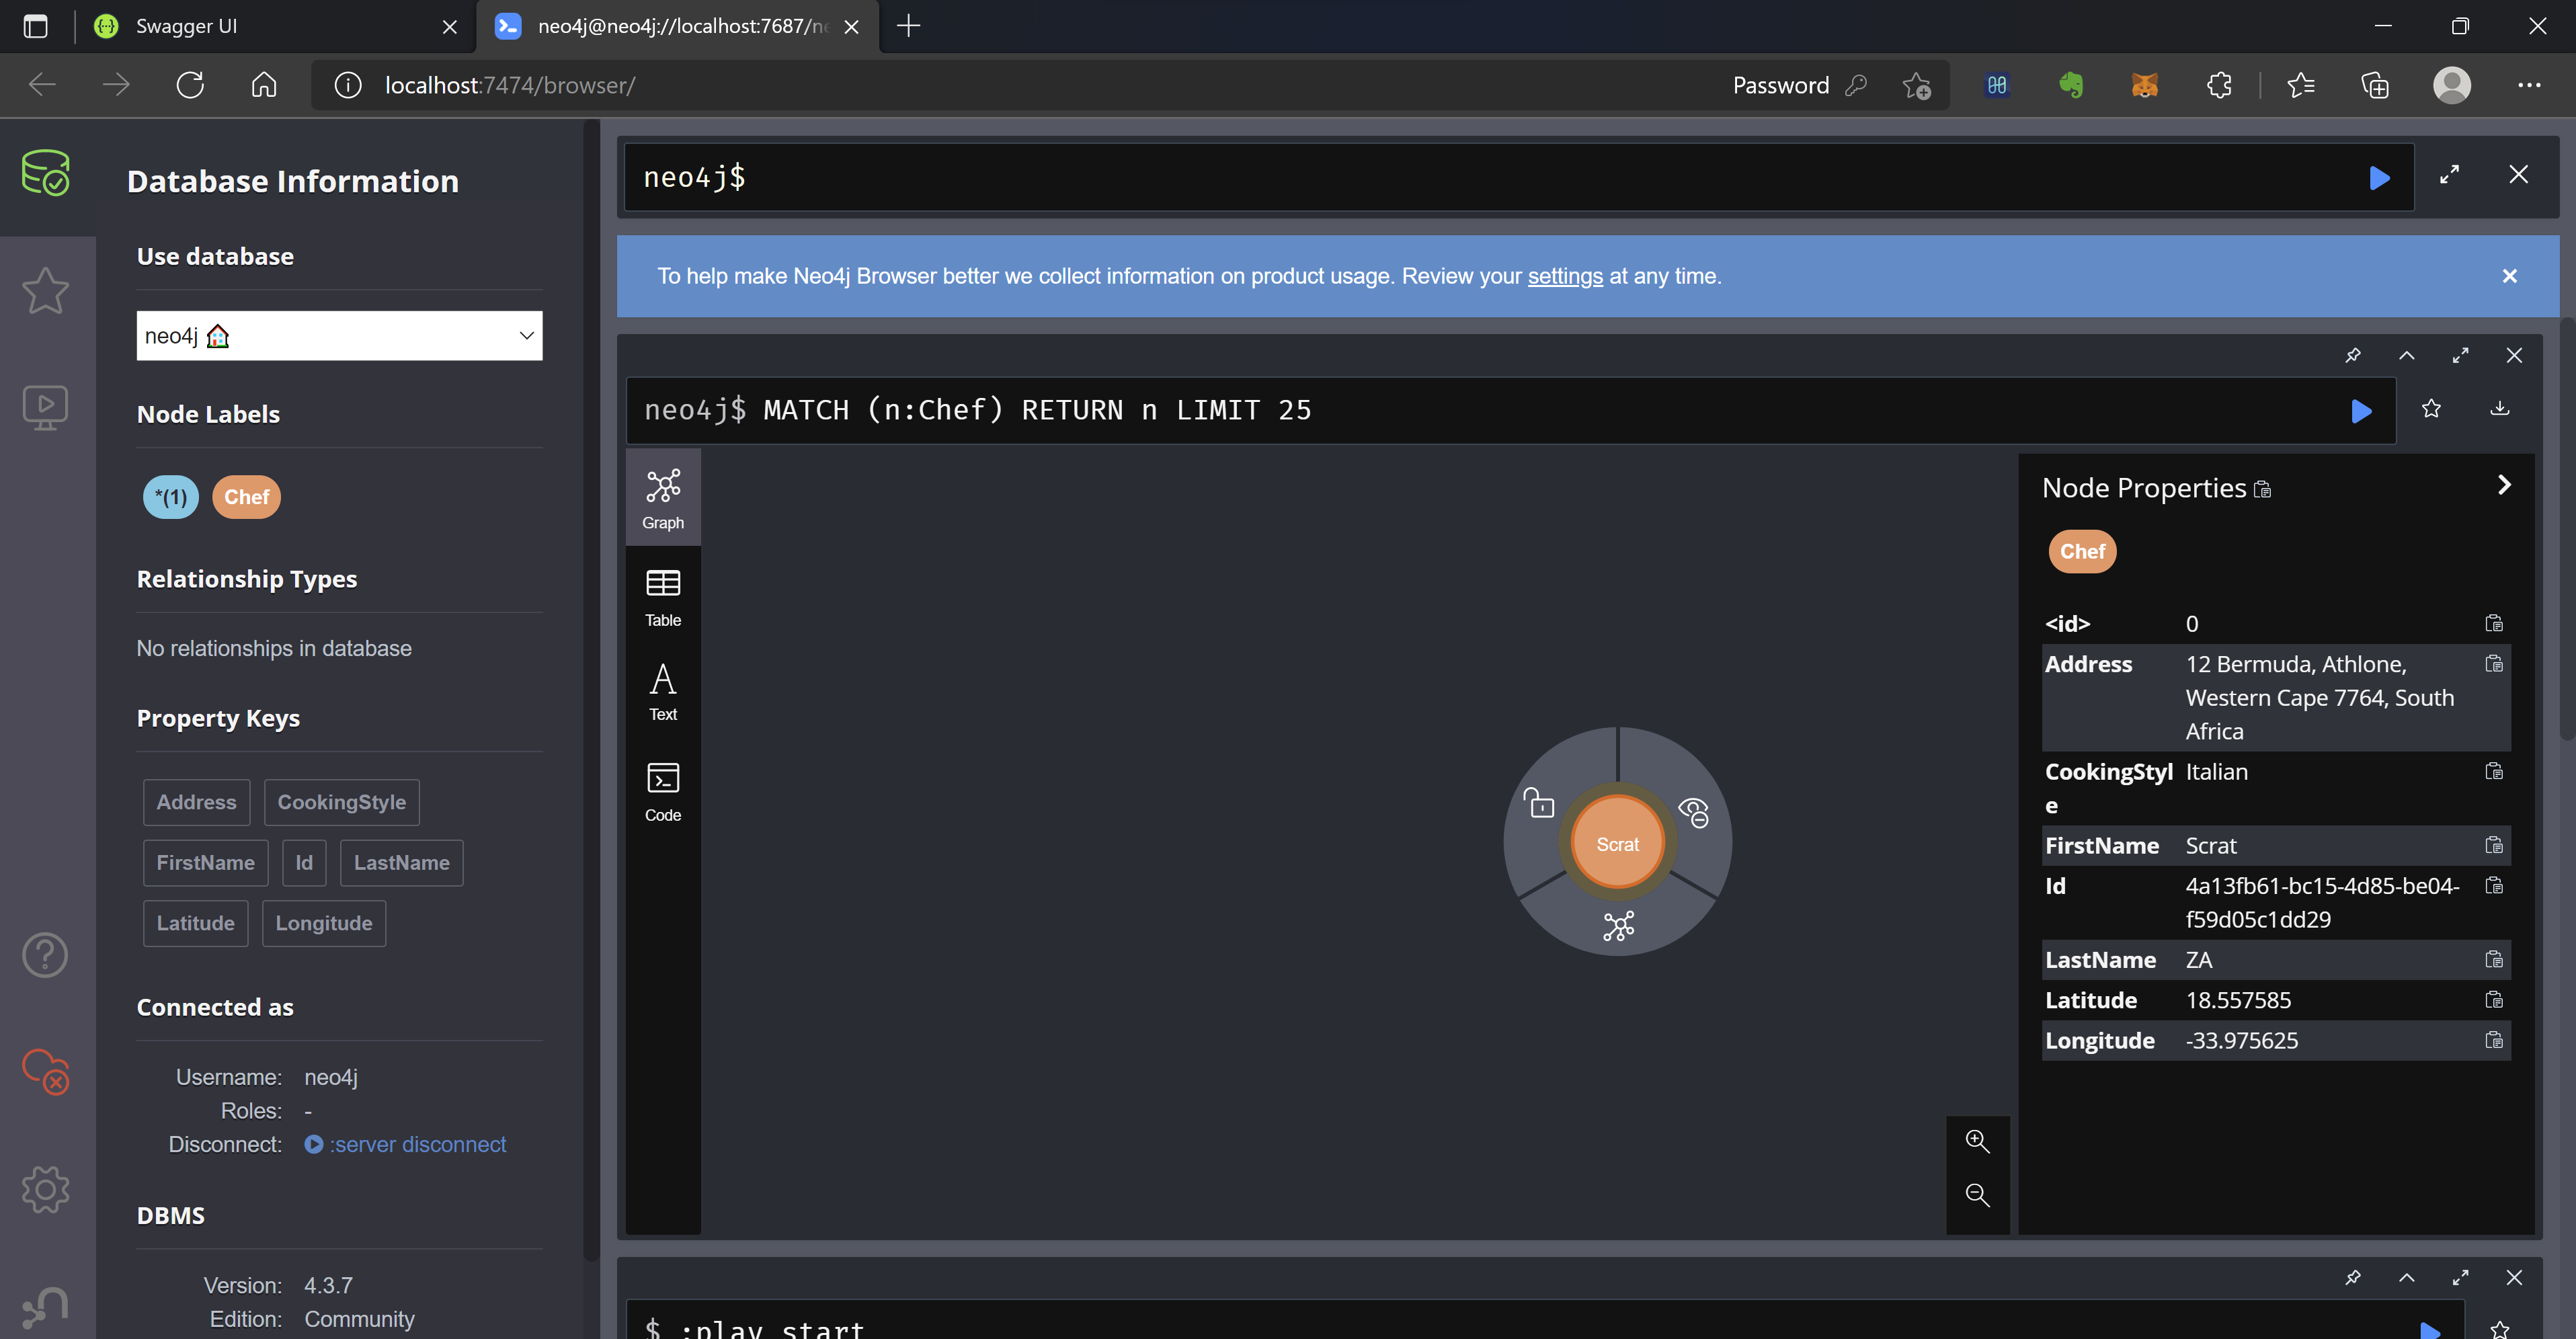 Swagger UI
neo4j@neo4j://localhost:7687/ne
localhost:7474/browser/
Password
Database Information
Use database
neo4j
Node Labels
*(1) Chef
Relationship Types
No relationships in database
Property Keys
Address CookingStyle
FirstName Id LastName
Latitude Longitude
Connected as
Username: neo4j
Roles: -
Disconnect: :server disconnect
DBMS
Version: 4.3.7
Edition: Community
neo4j$
To help make Neo4j Browser better we collect information on product usage. Review your settings at any time.
neo4j$ MATCH (n:Chef) RETURN n LIMIT 25
Graph
Table
Text
Code
Scrat
Node Properties
Chef
<id> 0
Address 12 Bermuda, Athlone,
Western Cape 7764, South
Africa
CookingStyl Italian
e
FirstName Scrat
Id 4a13fb61-bc15-4d85-be04-
f59d05c1dd29
LastName ZA
Latitude 18.557585
Longitude -33.975625
$ :play start